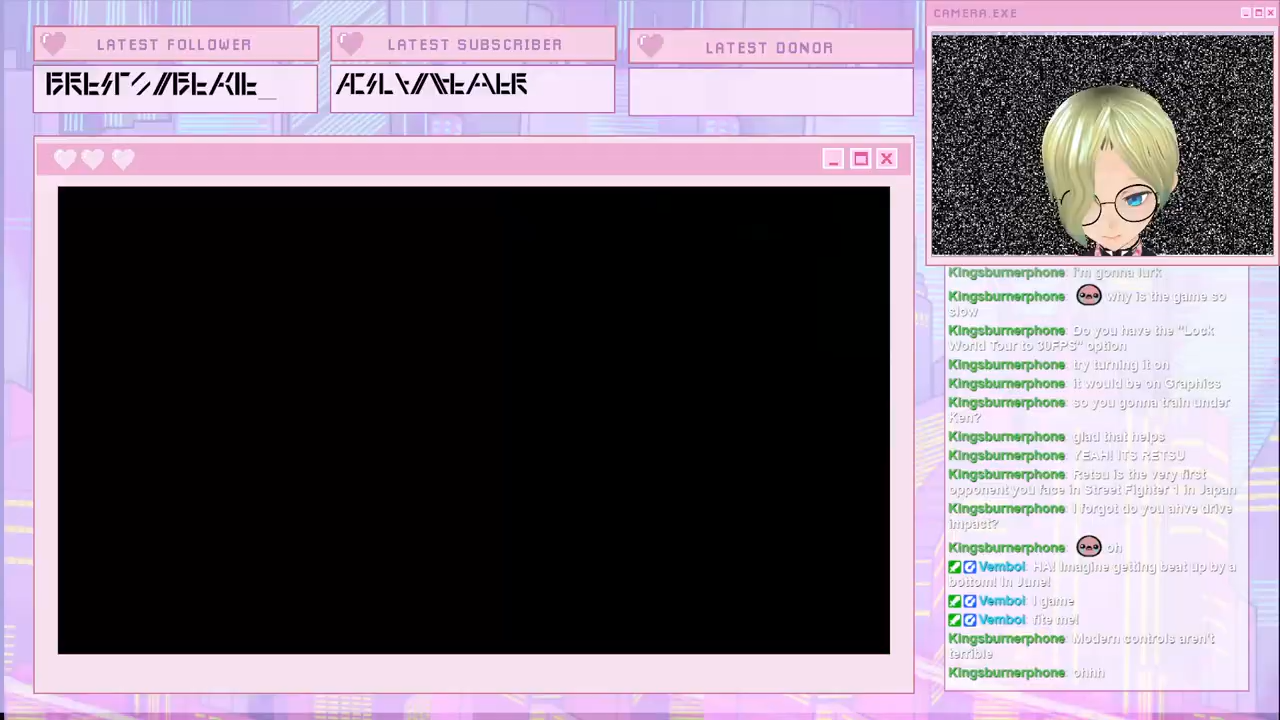 CAMERA.EXE
LATEST FOLLOWER
LATEST SUBSCRIBER
LATEST DONOR
Kingsburnerphone: i'm gonna lurk
Kingsburnerphone: why is the game so
slow
Kingsburnerphone: Do you have the "Lock
World Tour to 30FPS" option
Kingsburnerphone: try turning it on
Kingsburnerphone: it would be on Graphics
Kingsburnerphone: so you gonna train under
Ken?
Kingsburnerphone: glad that helps
Kingsburnerphone: YEAH! ITS RETSU
Kingsburnerphone: Retsu is the very first
opponent you face in Street Fighter 1 in Japan
Kingsburnerphone: I forgot do you ahve drive
impact?
Kingsburnerphone: oh
Vembol: HA! Imagine getting beat up by a
bottom! In June!
Vembol: I game
Vembol: fite me!
Kingsburnerphone: Modern controls aren't
terrible
Kingsburnerphone: ohhh